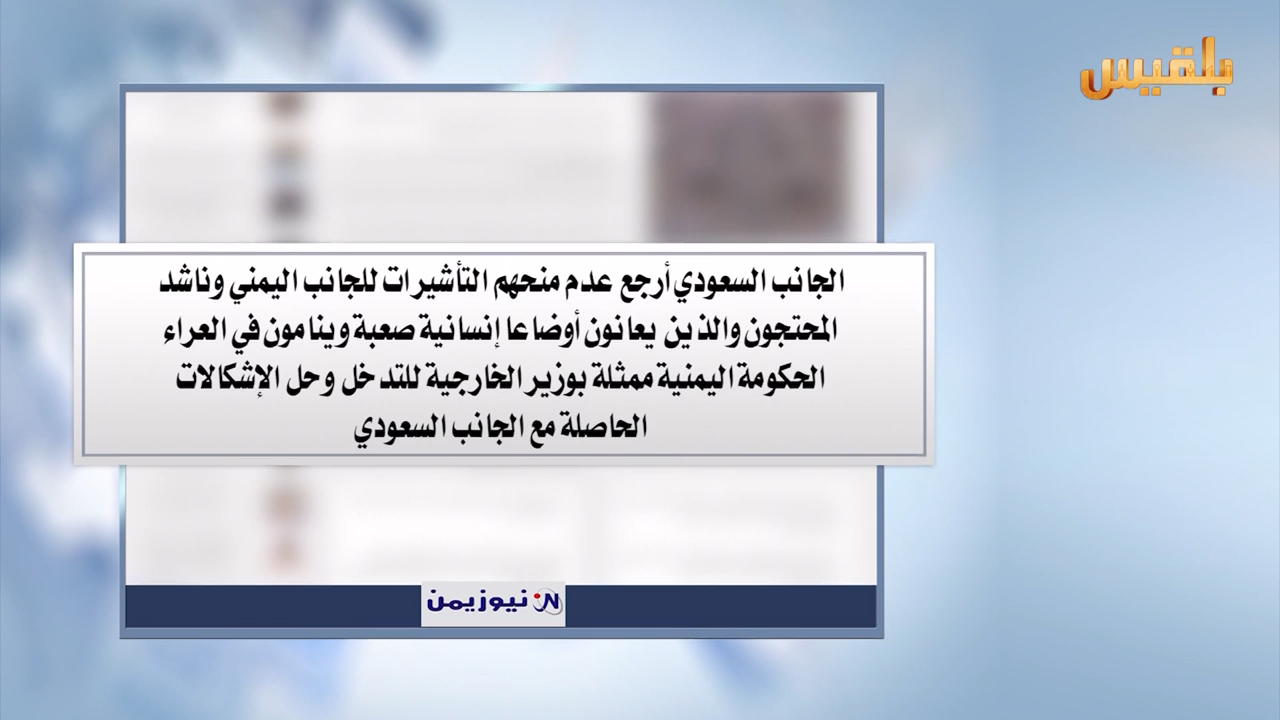 بلقيس
الجانب السعودي أرجع عدم منحهم التأشيرات للجانب اليمني وناشد
المحتجون والذين يعانون أوضاعا إنسانية صعبة وينامون في العراء
الحكومة اليمنية ممثلة بوزير الخارجية للتدخل وحل الإشكالات
الحاصلة مع الجانب السعودي
نيوزيمن